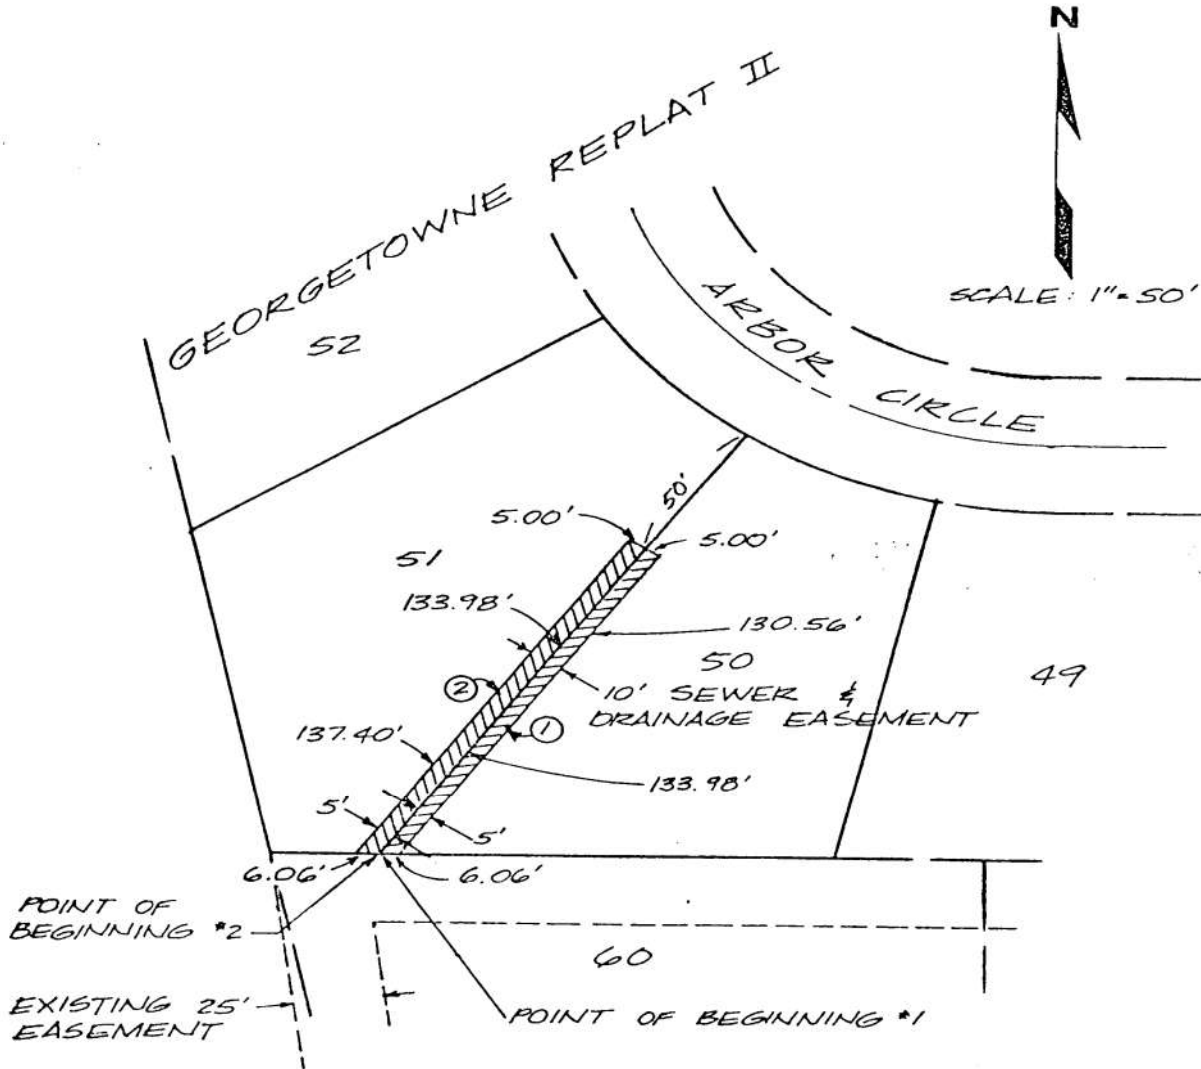 N
GEORGETOWNE REPLAT II
SCALE: 1"=50'
ARBOR CIRCLE
52
50'
5.00'
5.00'
51
133.98'
130.56'
50
49
10' SEWER &
DRAINAGE EASEMENT
2
1
137.40'
133.98'
5'
5'
6.06'
6.06'
POINT OF
BEGINNING #2
60
EXISTING 25'
EASEMENT
POINT OF BEGINNING #1